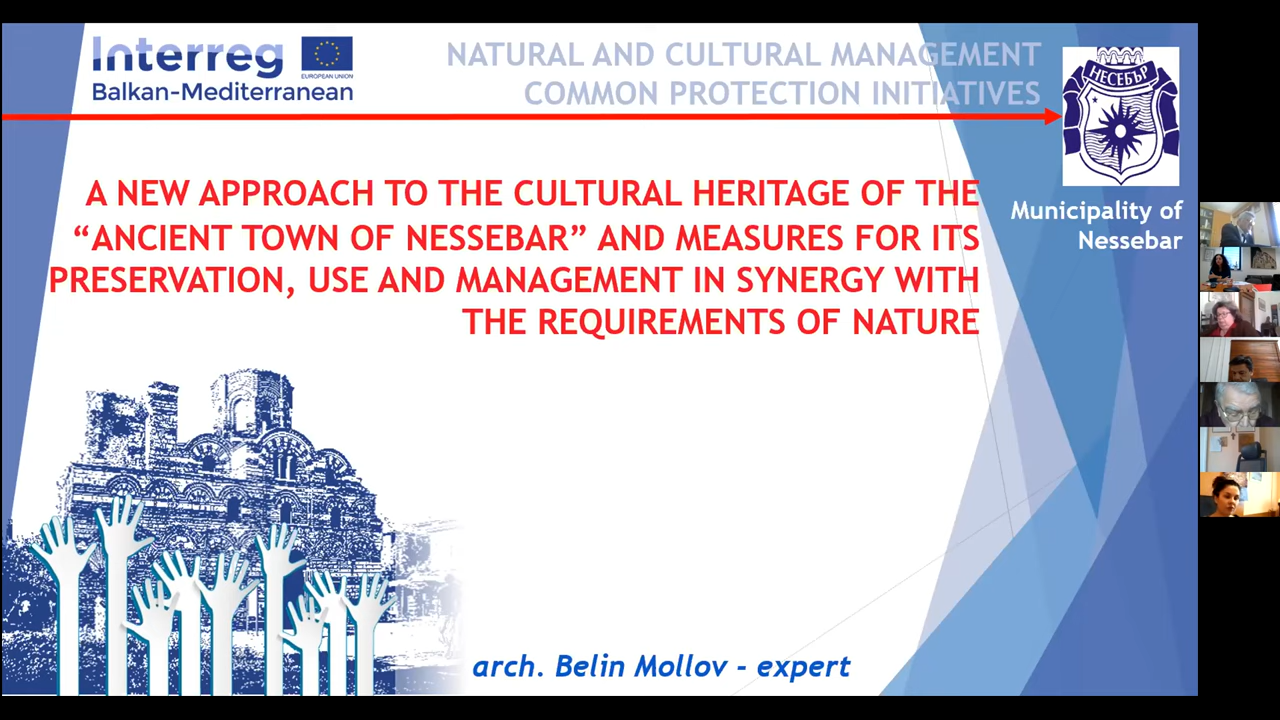 Interreg
EUROPEAN UNION
Balkan-Mediterranean
NATURAL AND CULTURAL MANAGEMENT
COMMON PROTECTION INITIATIVES
НЕСЕБЪР
Municipality of
Nessebar
A NEW APPROACH TO THE CULTURAL HERITAGE OF THE
“ANCIENT TOWN OF NESSEBAR” AND MEASURES FOR ITS
PRESERVATION, USE AND MANAGEMENT IN SYNERGY WITH
THE REQUIREMENTS OF NATURE
arch. Belin Mollov - expert